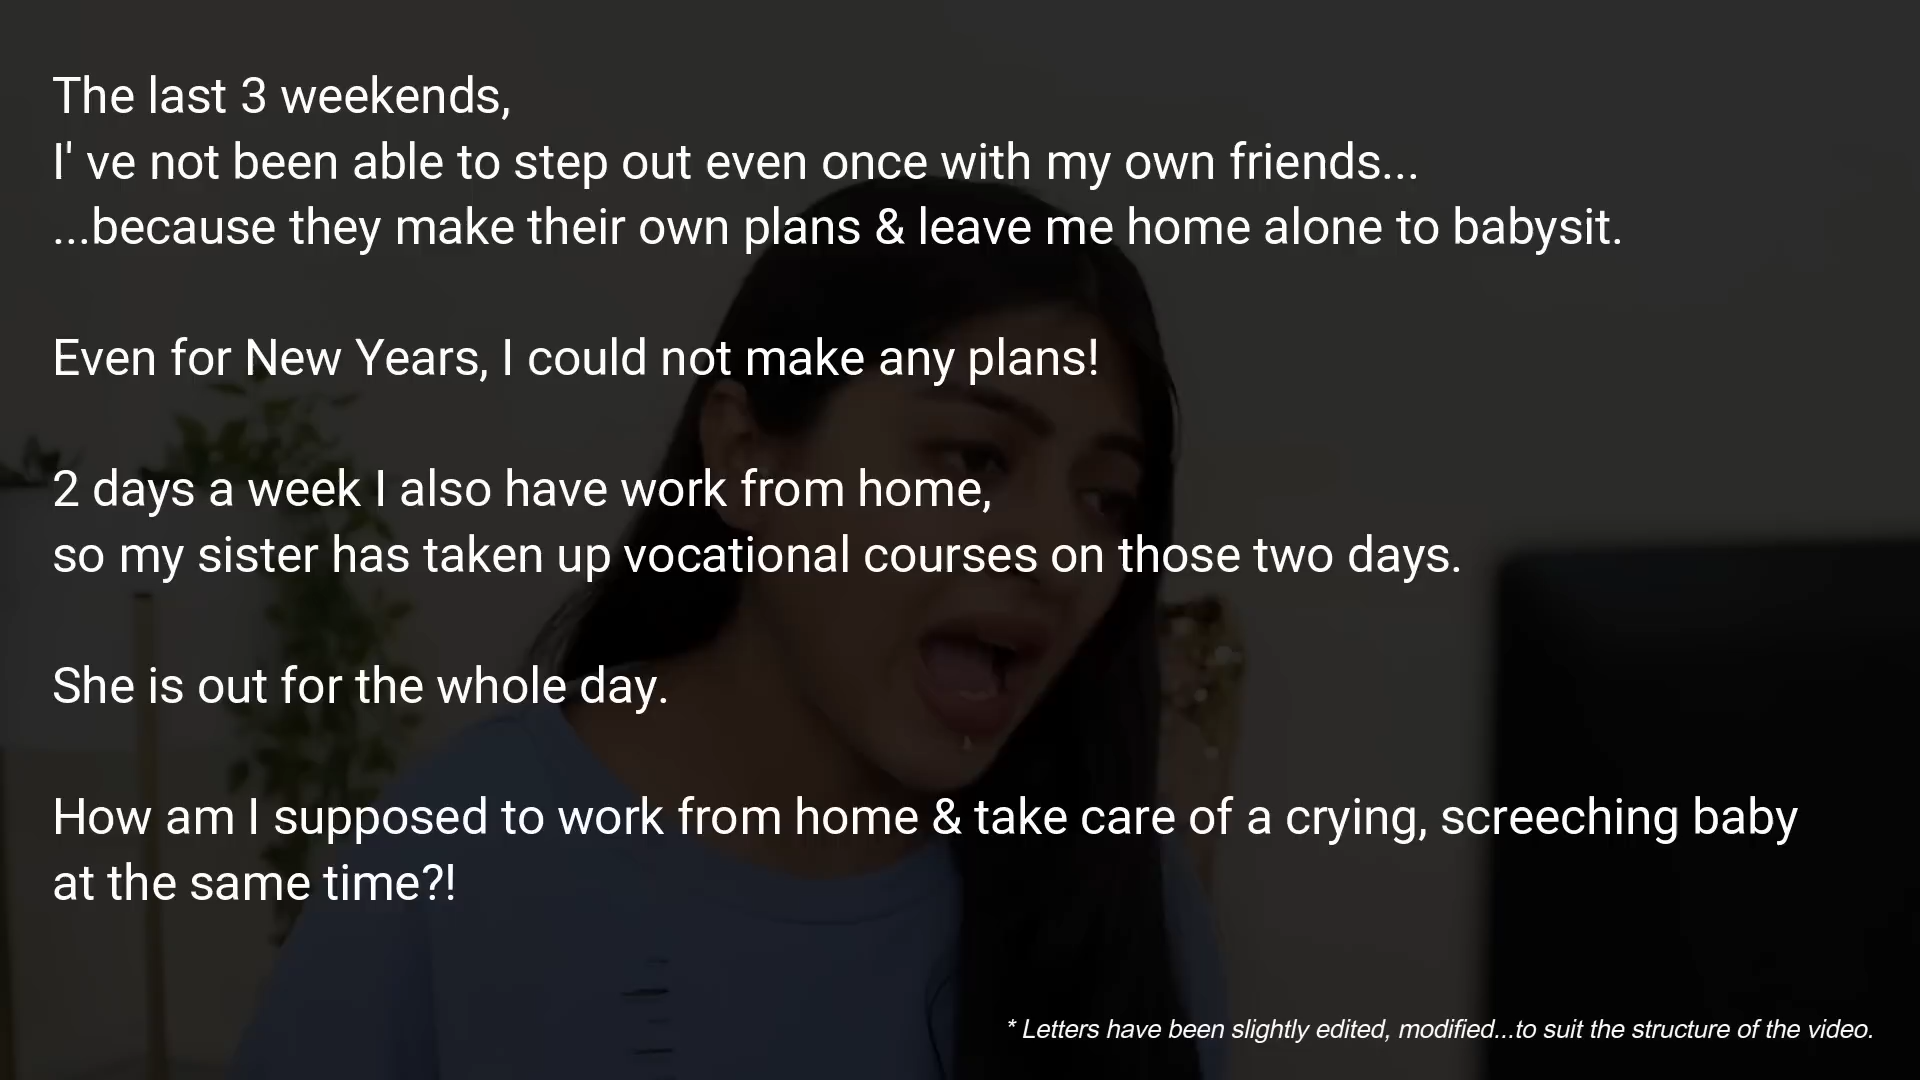 The last 3 weekends,
I' ve not been able to step out even once with my own friends...
...because they make their own plans & leave me home alone to babysit.
Even for New Years, I could not make any plans!
2 days a week I also have work from home,
so my sister has taken up vocational courses on those two days.
She is out for the whole day.
How am I supposed to work from home & take care of a crying, screeching baby
at the same time?!
* Letters have been slightly edited, modified...to suit the structure of the video.